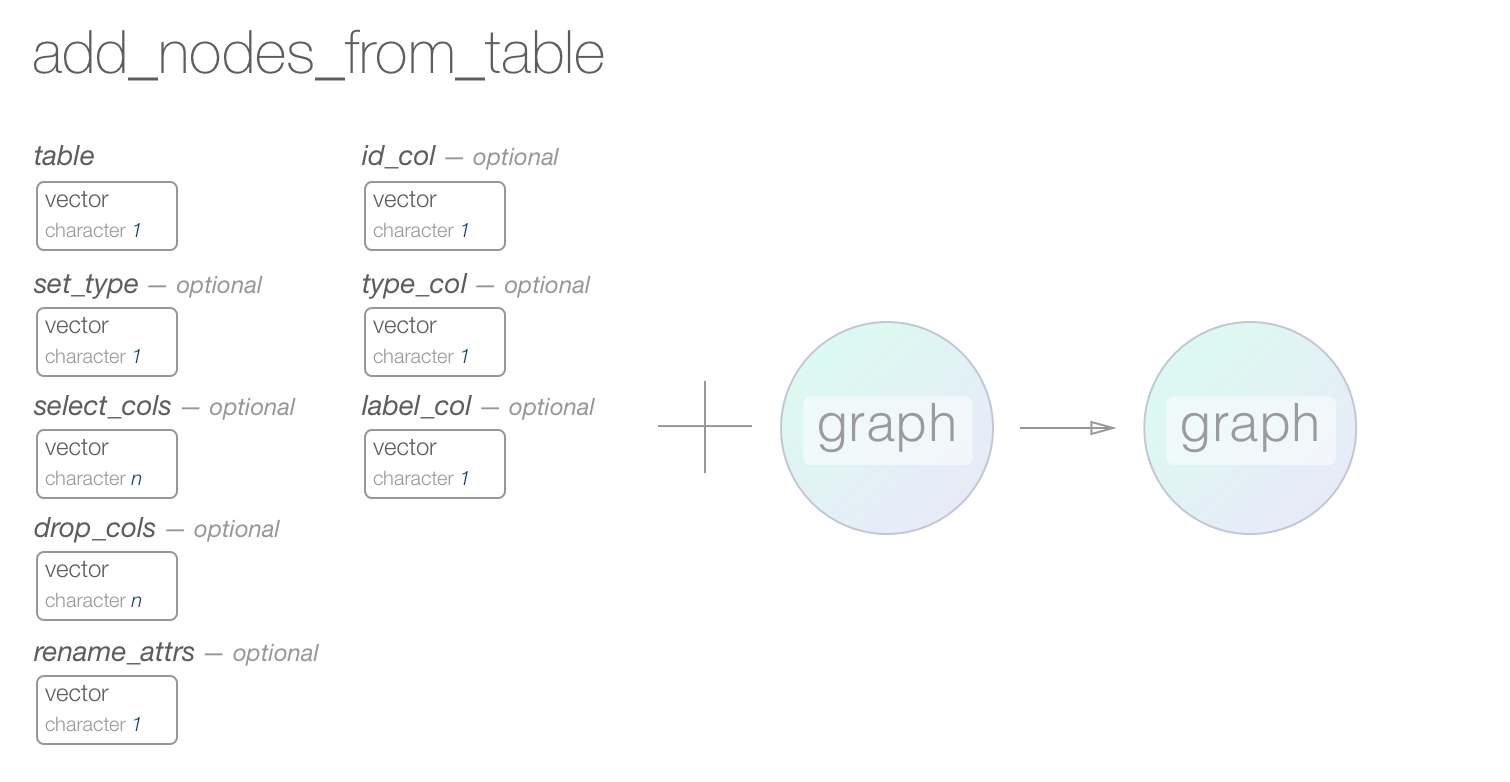 add_nodes_from_table
table
vector
character 1
id_col — optional
vector
character 1
set_type — optional
vector
character 1
type_col — optional
vector
character 1
select_cols — optional
vector
character n
label_col — optional
vector
character 1
drop_cols — optional
vector
character n
rename_attrs — optional
vector
character 1
graph
graph